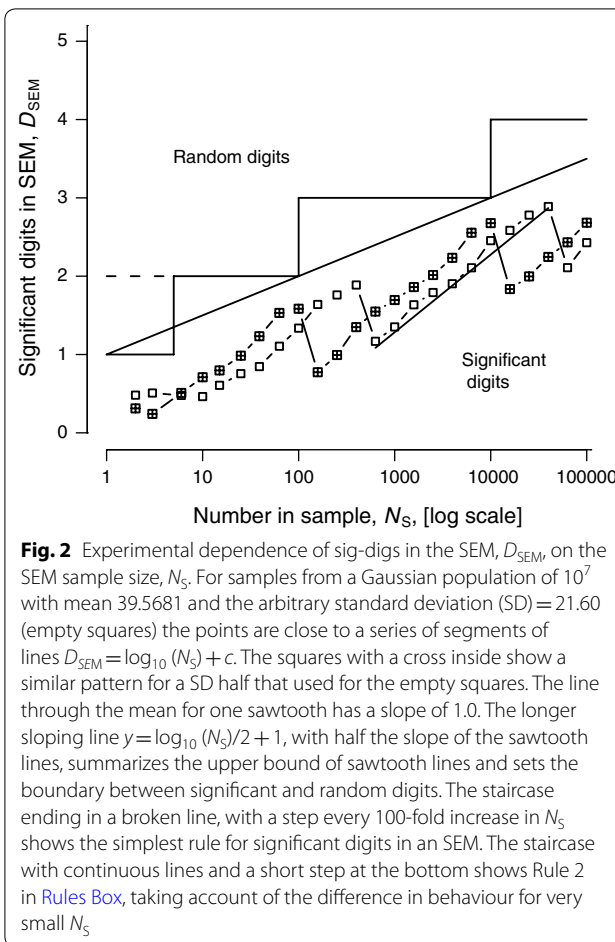 5
4
3
2
1
0
Significant digits in SEM, D_SEM
Random digits
Significant
digits
1 10 100 1000 10000 100000
Number in sample, N_S, [log scale]
Fig. 2 Experimental dependence of sig-digs in the SEM, D_SEM, on the
SEM sample size, N_S. For samples from a Gaussian population of 10^7
with mean 39.5681 and the arbitrary standard deviation (SD) = 21.60
(empty squares) the points are close to a series of segments of
lines D_SEM = log_10 (N_S) + c. The squares with a cross inside show a
similar pattern for a SD half that used for the empty squares. The line
through the mean for one sawtooth has a slope of 1.0. The longer
sloping line y = log_10 (N_S)/2 + 1, with half the slope of the sawtooth
lines, summarizes the upper bound of sawtooth lines and sets the
boundary between significant and random digits. The staircase
ending in a broken line, with a step every 100-fold increase in N_S
shows the simplest rule for significant digits in an SEM. The staircase
with continuous lines and a short step at the bottom shows Rule 2
in Rules Box, taking account of the difference in behaviour for very
small N_S